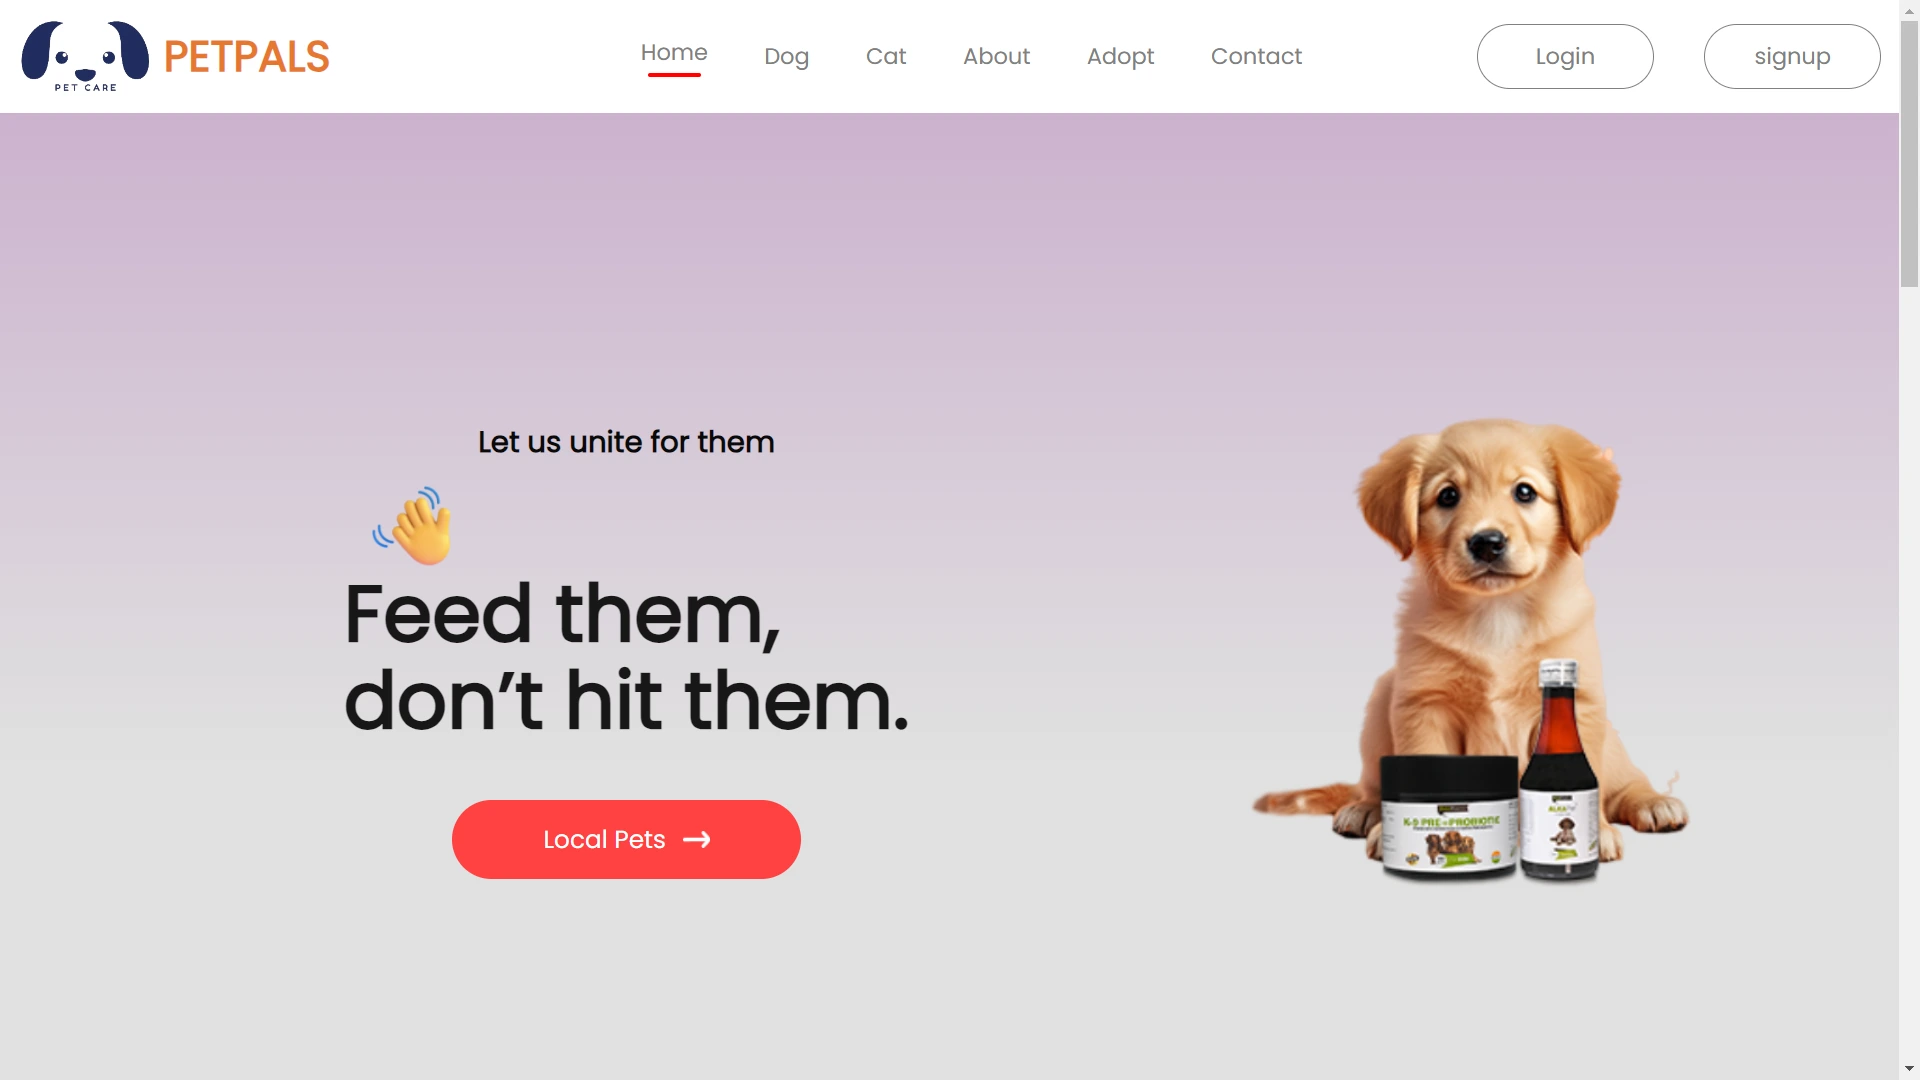 PET CARE
PETPALS
Home
Dog
Cat
About
Adopt
Contact
Login
signup
Let us unite for them
Feed them,
don’t hit them.
Local Pets
K-9 PRE-PROBIOTIC